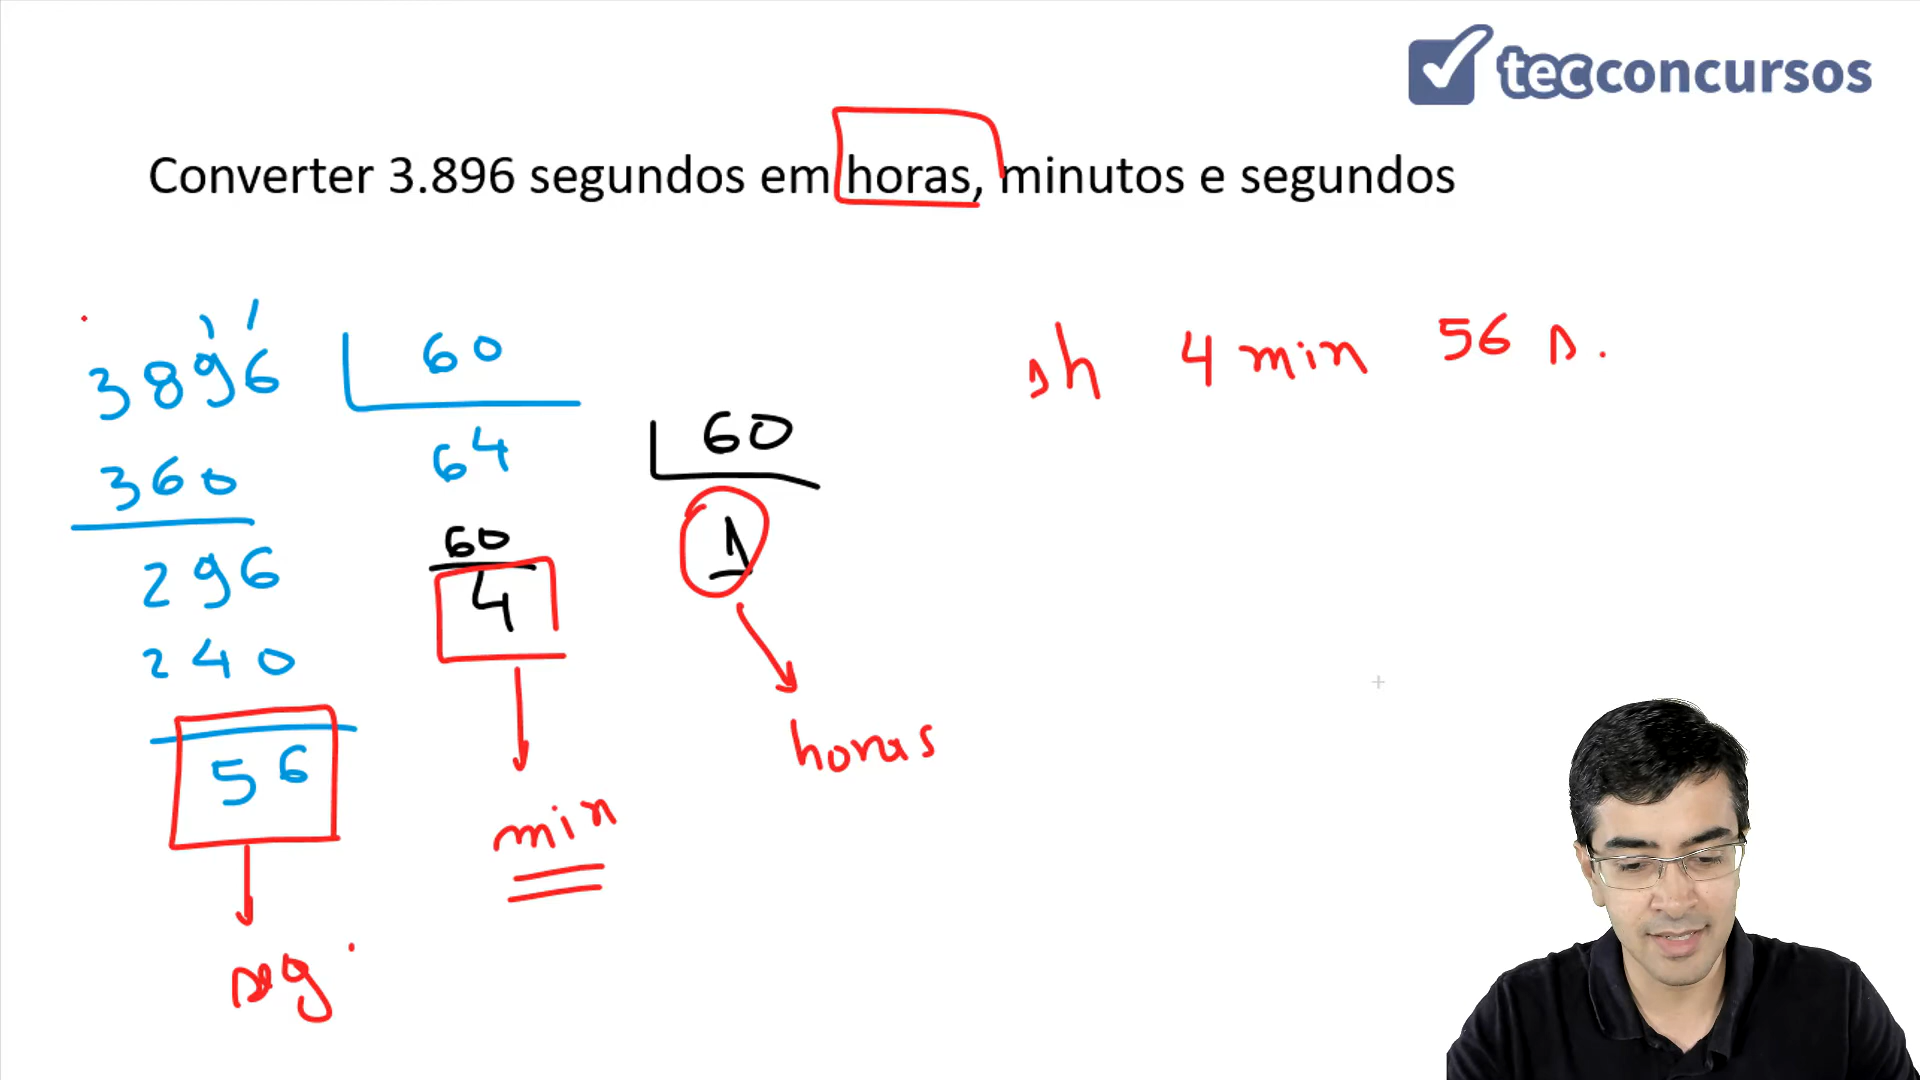 tecconcursos
Converter 3.896 segundos em horas, minutos e segundos
3896 60
1h 4 min 56 s.
64 60
360
60 1
296 4
240
56
horas
min
seg.